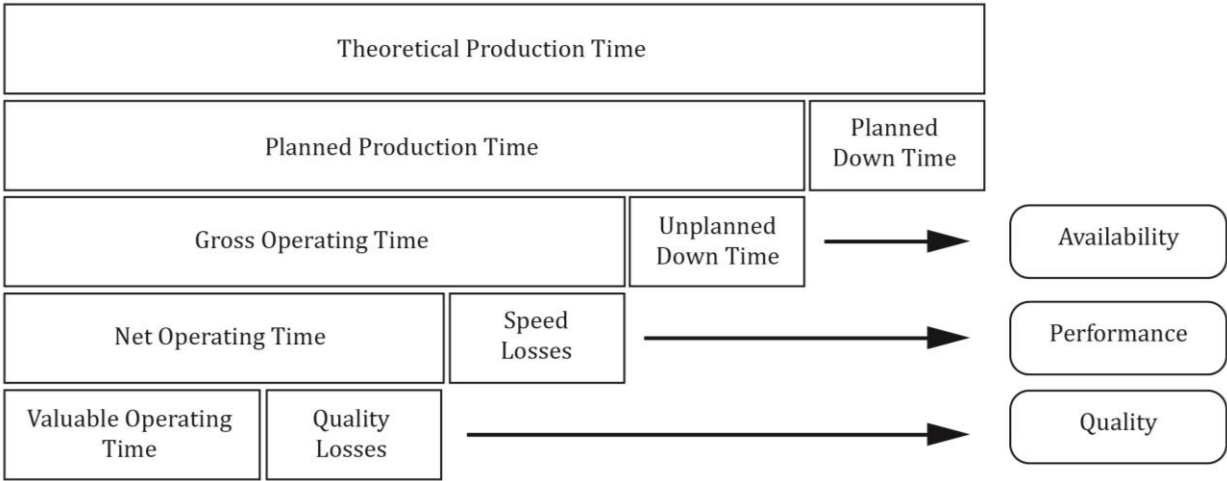 Theoretical Production Time
Planned Production Time
Planned
Down Time
Gross Operating Time
Unplanned
Down Time
Availability
Net Operating Time
Speed
Losses
Performance
Valuable Operating
Time
Quality
Losses
Quality